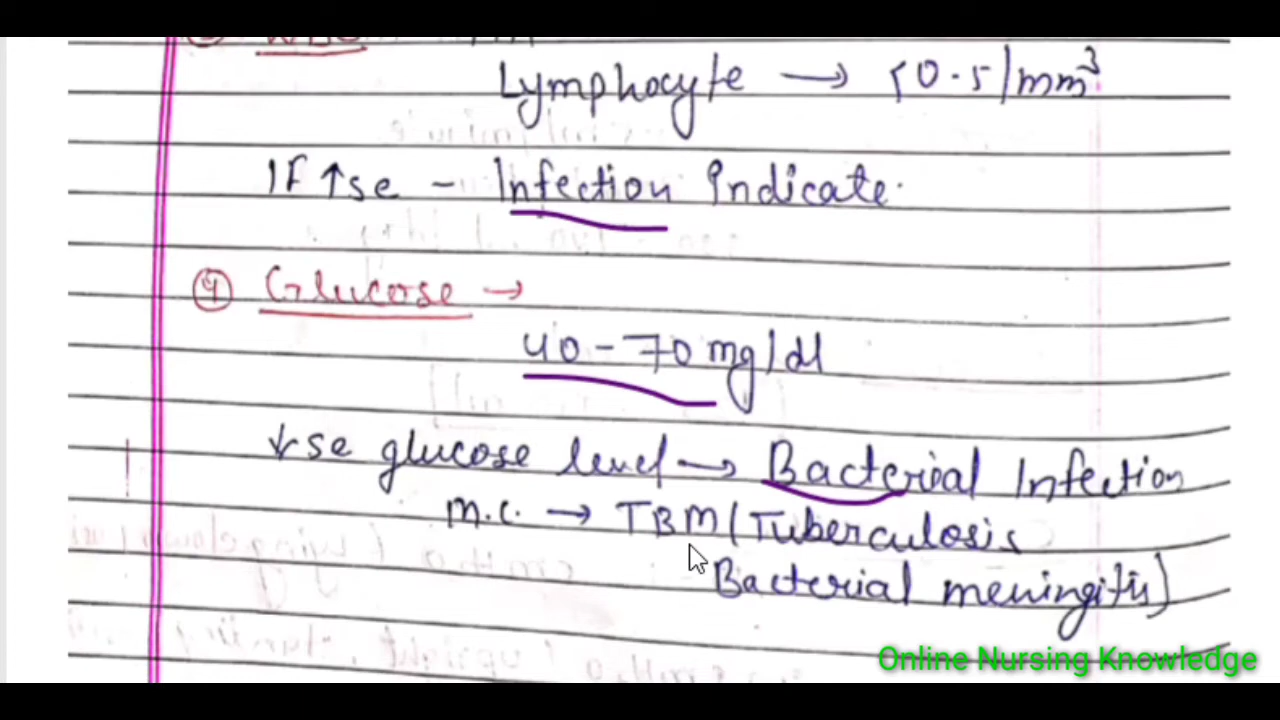 Lymphocyte → <0.5/mm³
IF ↑se - Infection Indicate.
④ Glucose →
40-70 mg/dl
↓se glucose level → Bacterial Infection
M.C. → TBM (Tuberculosis
Bacterial meningitis)
Online Nursing Knowledge